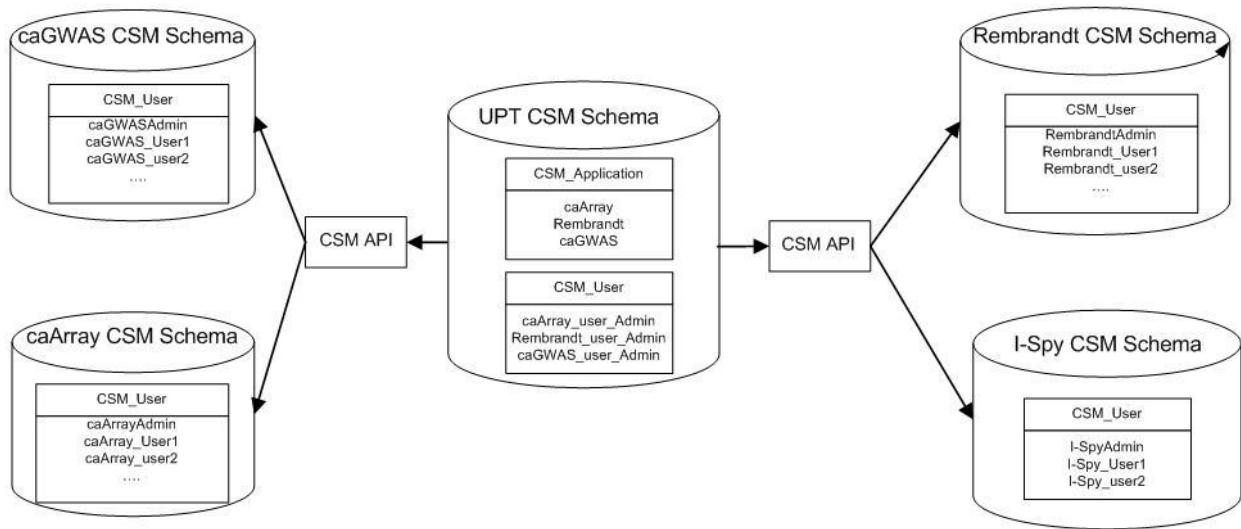 caGWAS CSM Schema
CSM_User
caGWASAdmin
caGWAS_User1
caGWAS_user2
....
caArray CSM Schema
CSM_User
caArrayAdmin
caArray_User1
caArray_user2
....
CSM API
UPT CSM Schema
CSM_Application
caArray
Rembrandt
caGWAS
CSM_User
caArray_user_Admin
Rembrandt_user_Admin
caGWAS_user_Admin
CSM API
Rembrandt CSM Schema
CSM_User
RembrandtAdmin
Rembrandt_User1
Rembrandt_user2
....
I-Spy CSM Schema
CSM_User
I-SpyAdmin
I-Spy_User1
I-Spy_user2